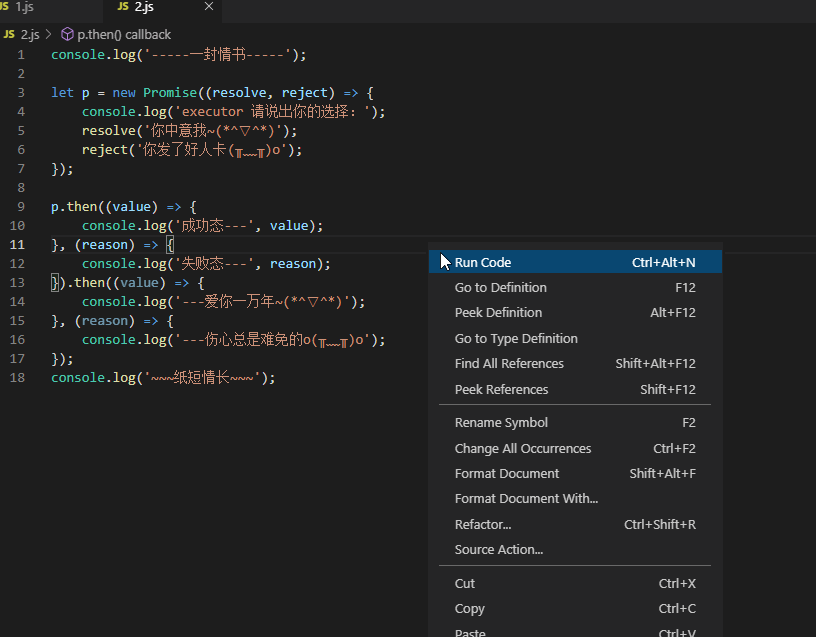 JS 1.js
JS 2.js ×
JS 2.js > p.then() callback
1 console.log('-----一封情书-----');
2
3 let p = new Promise((resolve, reject) => {
4 console.log('executor 请说出你的选择：');
5 resolve('你中意我~(*^▽^*)');
6 reject('你发了好人卡(╥﹏╥)o');
7 });
8
9 p.then((value) => {
10 console.log('成功态---', value);
11 }, (reason) => {
12 console.log('失败态---', reason);
13 }).then((value) => {
14 console.log('---爱你一万年~(*^▽^*)');
15 }, (reason) => {
16 console.log('---伤心总是难免的o(╥﹏╥)o');
17 });
18 console.log('~~~纸短情长~~~');
Run Code Ctrl+Alt+N
Go to Definition F12
Peek Definition Alt+F12
Go to Type Definition
Find All References Shift+Alt+F12
Peek References Shift+F12
Rename Symbol F2
Change All Occurrences Ctrl+F2
Format Document Shift+Alt+F
Format Document With...
Refactor... Ctrl+Shift+R
Source Action...
Cut Ctrl+X
Copy Ctrl+C
Paste Ctrl+V